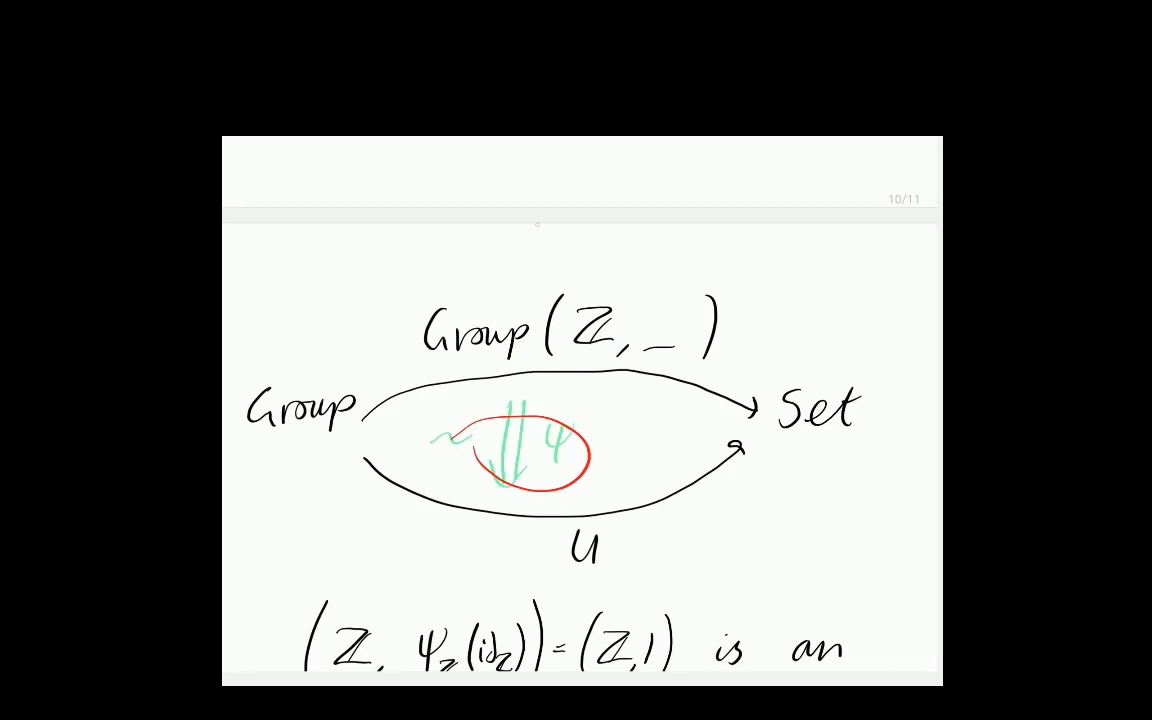 10/11
Group(ℤ, _)
Group
Set
~ ⇓ ψ
U
(ℤ, ψ_ℤ(id_ℤ)) = (ℤ, 1) is an